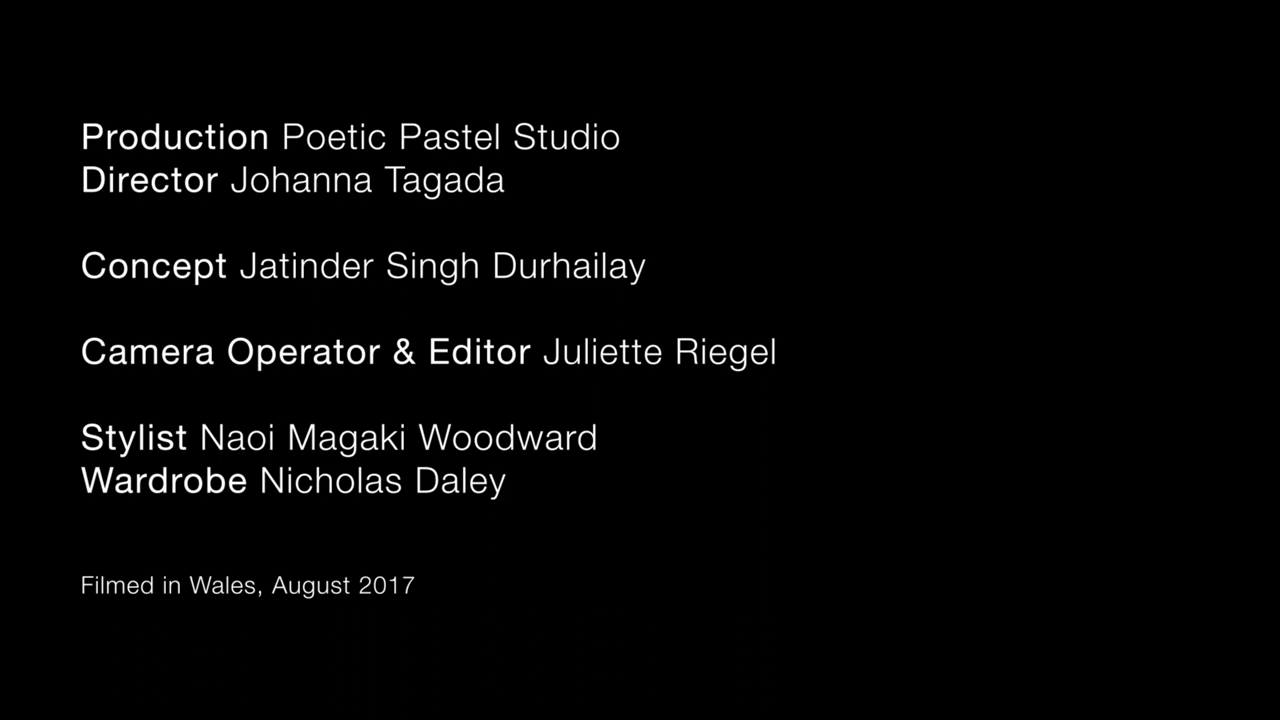 Production Poetic Pastel Studio
Director Johanna Tagada
Concept Jatinder Singh Durhailay
Camera Operator & Editor Juliette Riegel
Stylist Naoi Magaki Woodward
Wardrobe Nicholas Daley
Filmed in Wales, August 2017